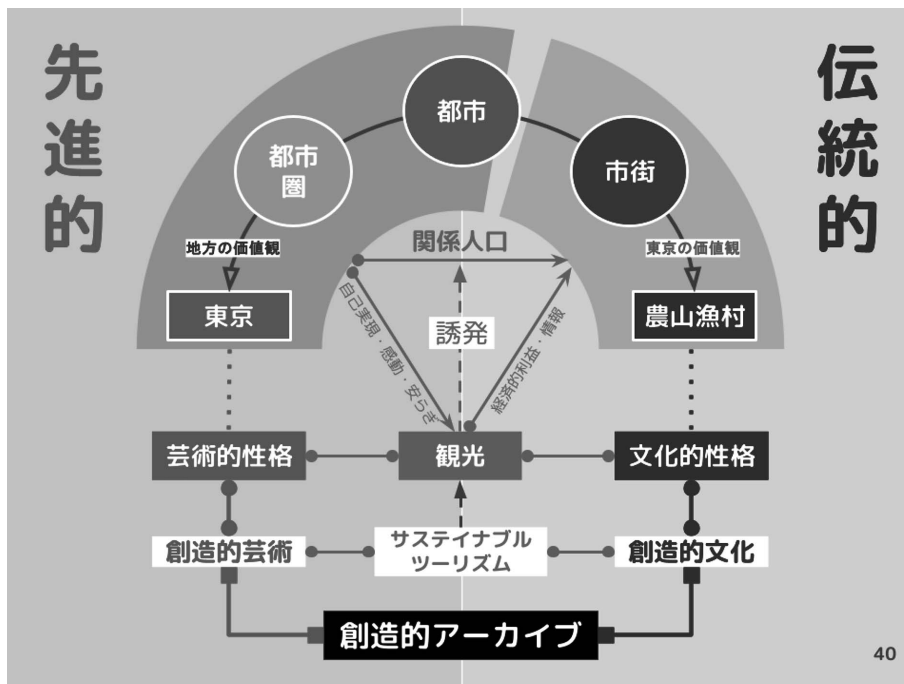 先進的
伝統的
都市
都市
圏
市街
地方の価値観
関係人口
東京の価値観
東京
農山漁村
自己実現・感動・安らぎ
誘発
経済的利益・情報
芸術的性格
観光
文化的性格
創造的芸術
サステイナブル
ツーリズム
創造的文化
創造的アーカイブ
40